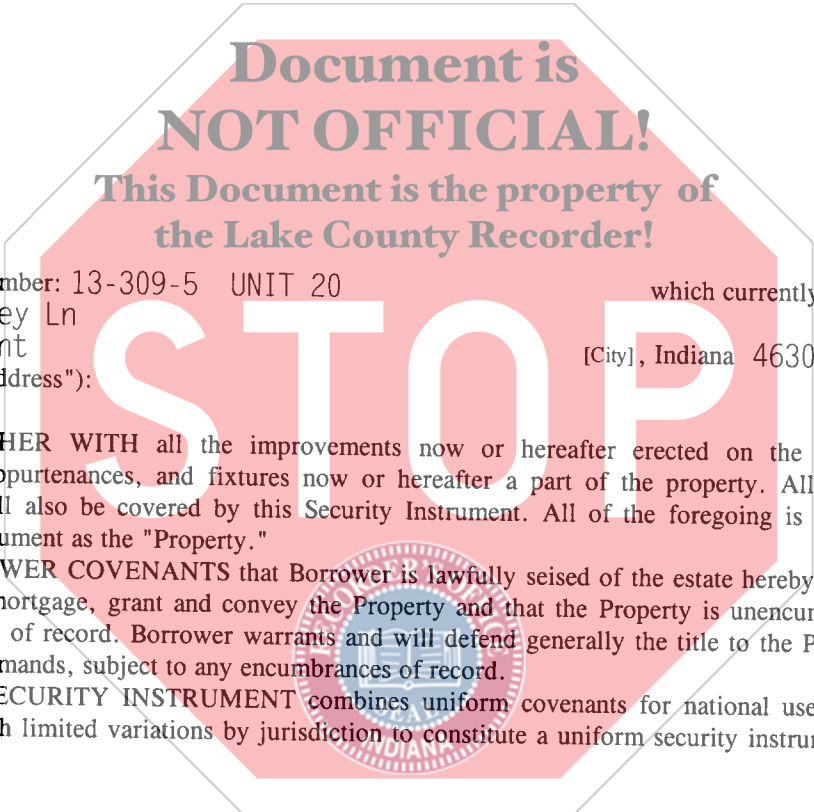 Document is
NOT OFFICIAL!
This Document is the property of
the Lake County Recorder!
mber: 13-309-5 UNIT 20 which currently
ey Ln
nt [City], Indiana 4630
ddress"):
STOP
HER WITH all the improvements now or hereafter erected on the
ppurtenances, and fixtures now or hereafter a part of the property. All
ll also be covered by this Security Instrument. All of the foregoing is
ument as the "Property."
WER COVENANTS that Borrower is lawfully seised of the estate hereby
mortgage, grant and convey the Property and that the Property is unencum
of record. Borrower warrants and will defend generally the title to the P
mands, subject to any encumbrances of record.
ECURITY INSTRUMENT combines uniform covenants for national use
h limited variations by jurisdiction to constitute a uniform security instrum
RECORDER'S OFFICE
SEAL
INDIANA